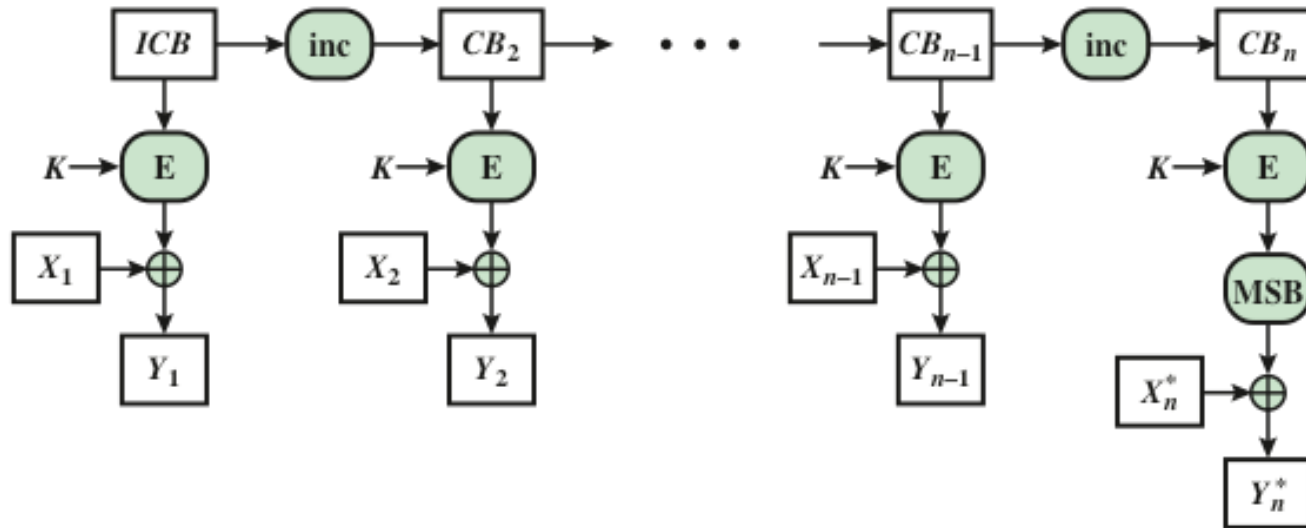 ICB inc CB₂ • • • CBₙ₋₁ inc CBₙ
K E K E K E K E
X₁ X₂ Xₙ₋₁ MSB
Y₁ Y₂ Yₙ₋₁ Xₙ*
Yₙ*